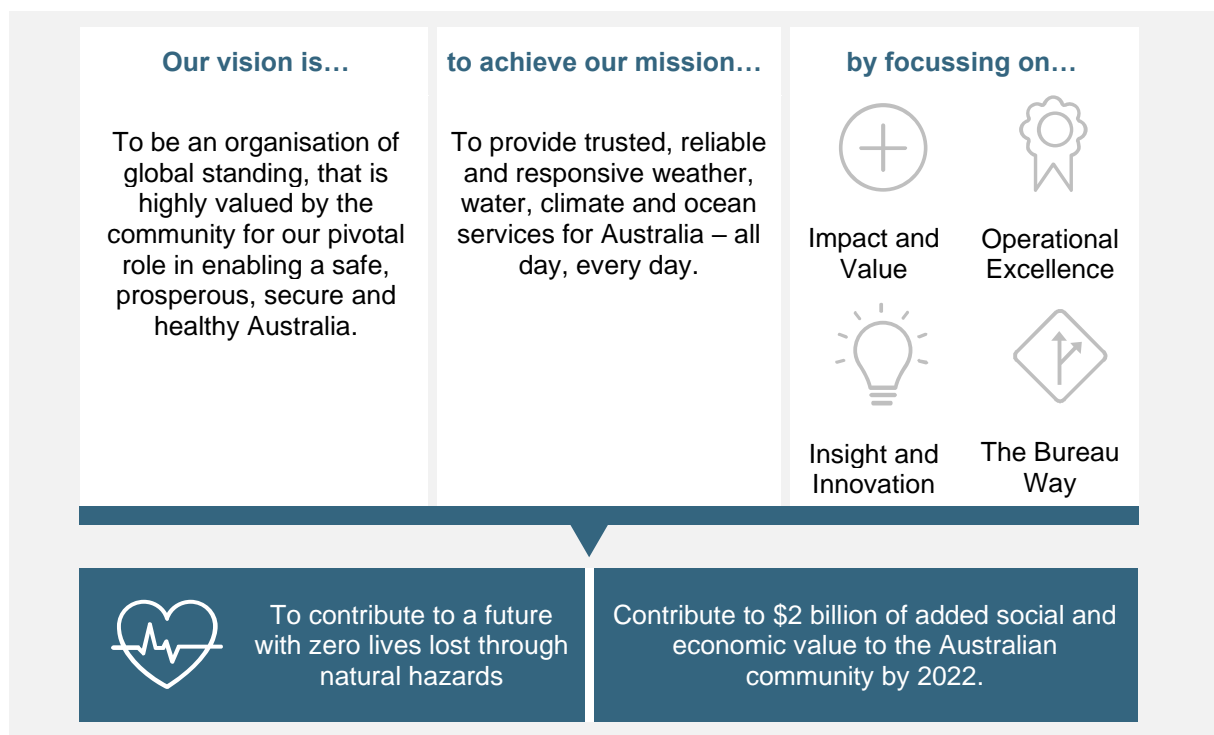 Our vision is…
To be an organisation of
global standing, that is
highly valued by the
community for our pivotal
role in enabling a safe,
prosperous, secure and
healthy Australia.
to achieve our mission…
To provide trusted, reliable
and responsive weather,
water, climate and ocean
services for Australia – all
day, every day.
by focussing on…
Impact and
Value
Operational
Excellence
Insight and
Innovation
The Bureau
Way
To contribute to a future
with zero lives lost through
natural hazards
Contribute to $2 billion of added social and
economic value to the Australian
community by 2022.